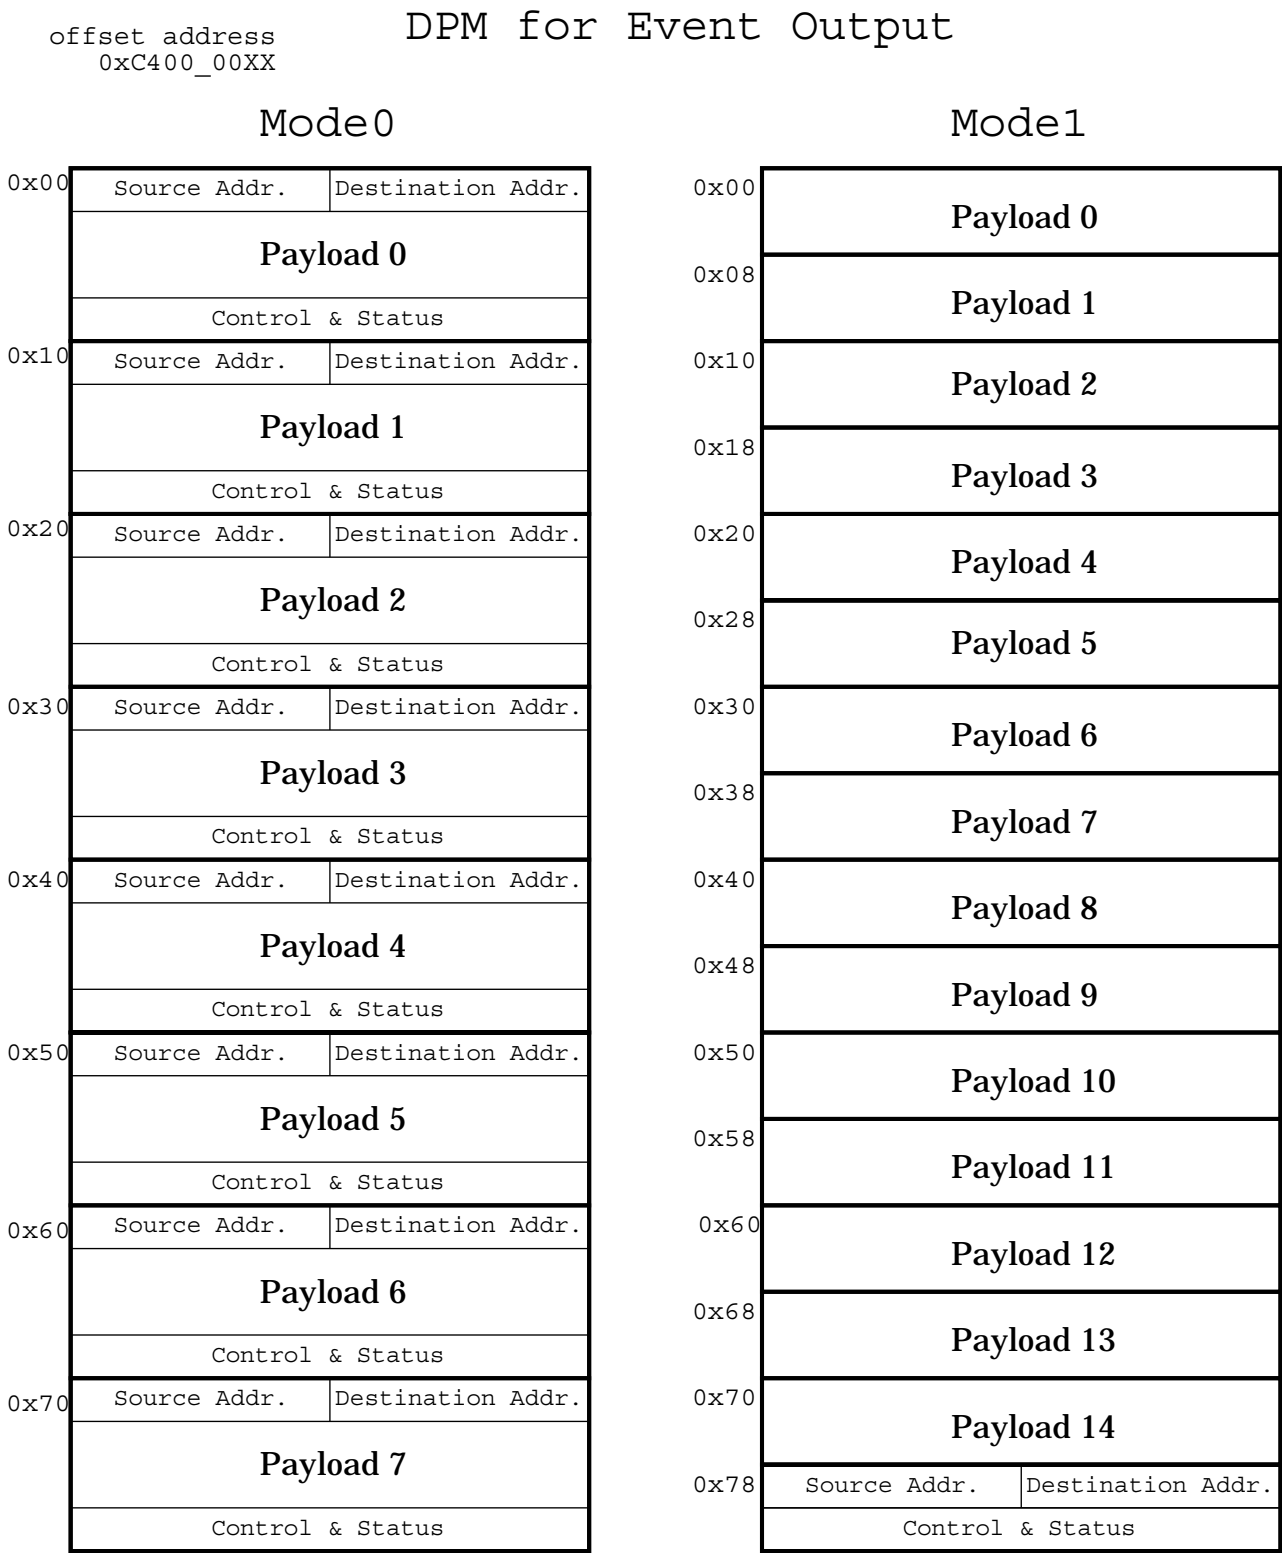 DPM for Event Output
offset address
0xC400_00XX
Mode0
0x00 Source Addr. Destination Addr.
Payload 0
Control & Status
0x10 Source Addr. Destination Addr.
Payload 1
Control & Status
0x20 Source Addr. Destination Addr.
Payload 2
Control & Status
0x30 Source Addr. Destination Addr.
Payload 3
Control & Status
0x40 Source Addr. Destination Addr.
Payload 4
Control & Status
0x50 Source Addr. Destination Addr.
Payload 5
Control & Status
0x60 Source Addr. Destination Addr.
Payload 6
Control & Status
0x70 Source Addr. Destination Addr.
Payload 7
Control & Status
Mode1
0x00
Payload 0
0x08
Payload 1
0x10
Payload 2
0x18
Payload 3
0x20
Payload 4
0x28
Payload 5
0x30
Payload 6
0x38
Payload 7
0x40
Payload 8
0x48
Payload 9
0x50
Payload 10
0x58
Payload 11
0x60
Payload 12
0x68
Payload 13
0x70
Payload 14
0x78 Source Addr. Destination Addr.
Control & Status